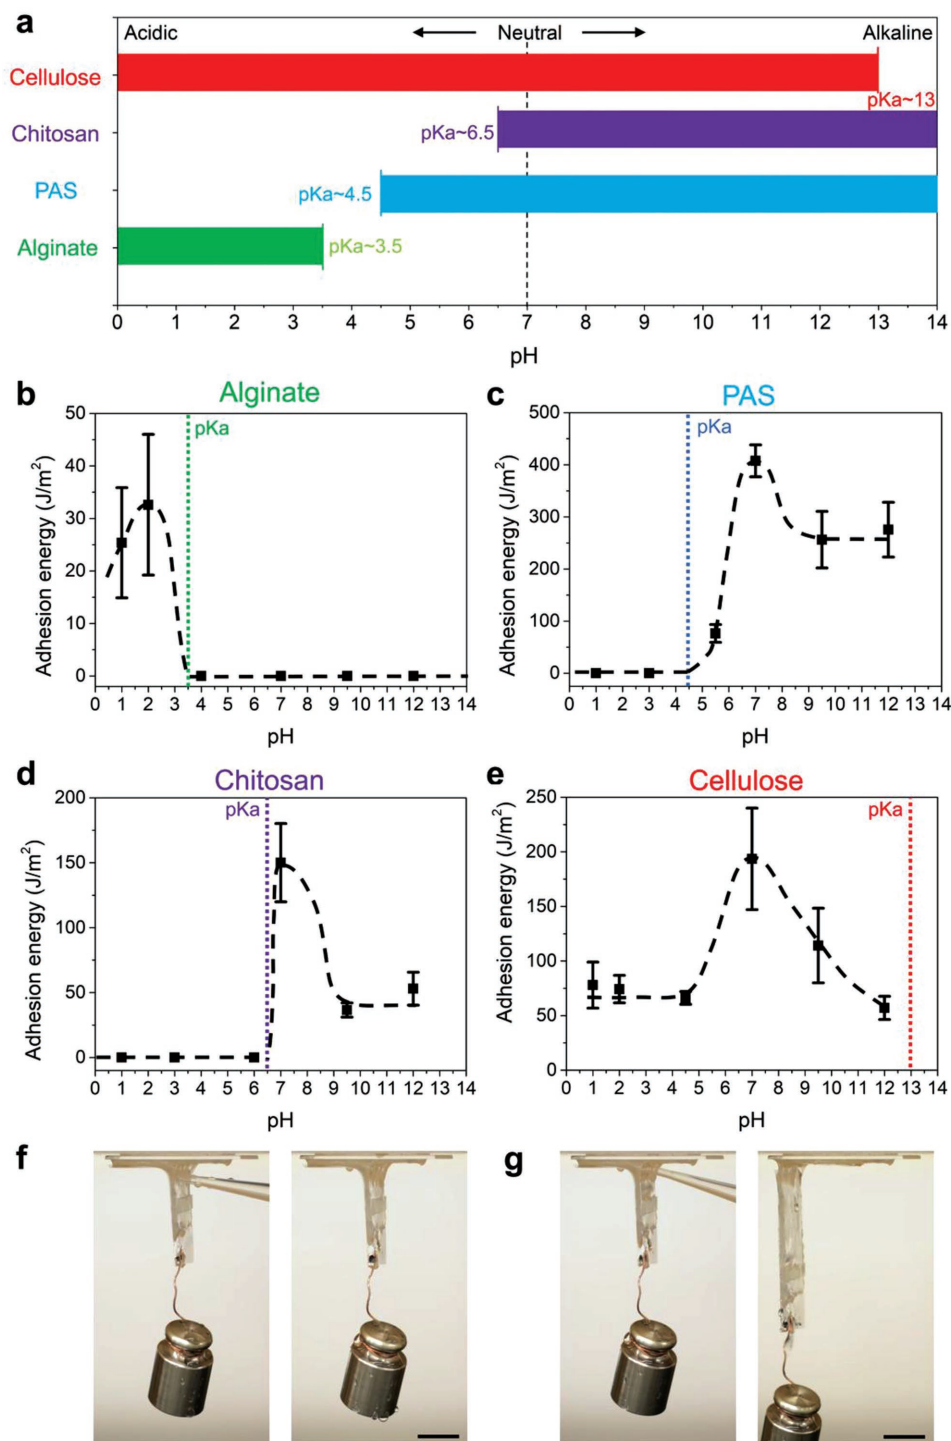 a
Acidic
Neutral
Alkaline
Cellulose
pKa~13
Chitosan
pKa~6.5
PAS
pKa~4.5
Alginate
pKa~3.5
0 1 2 3 4 5 6 7 8 9 10 11 12 13 14
pH
b
Alginate
pKa
Adhesion energy (J/m²)
50
40
30
20
10
0
0 1 2 3 4 5 6 7 8 9 10 11 12 13 14
pH
c
PAS
pKa
Adhesion energy (J/m²)
500
400
300
200
100
0
0 1 2 3 4 5 6 7 8 9 10 11 12 13 14
pH
d
Chitosan
pKa
Adhesion energy (J/m²)
200
150
100
50
0
0 1 2 3 4 5 6 7 8 9 10 11 12 13 14
pH
e
Cellulose
pKa
Adhesion energy (J/m²)
250
200
150
100
50
0
0 1 2 3 4 5 6 7 8 9 10 11 12 13 14
pH
f
g